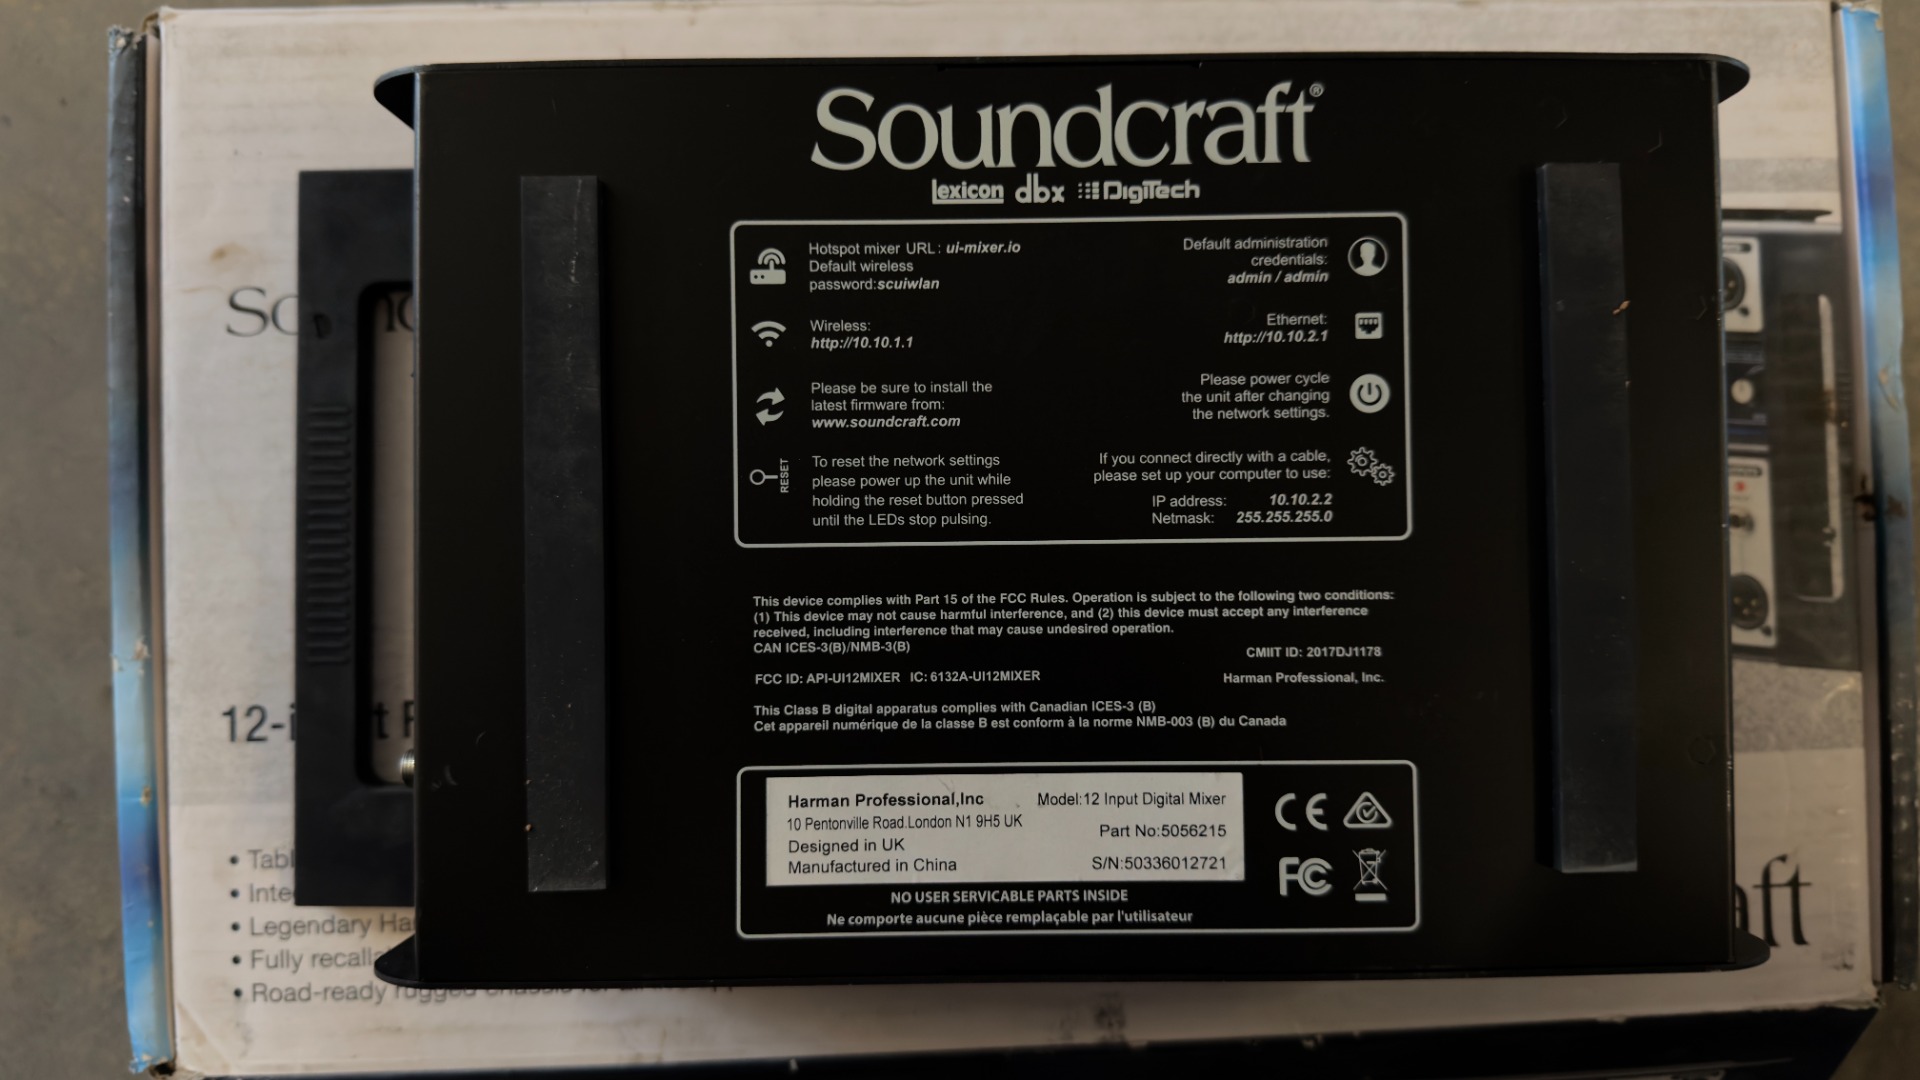 Soundcraft®
lexicon dbx DigiTech
Hotspot mixer URL: ui-mixer.io
Default wireless
password:scuiwlan
Default administration
credentials:
admin / admin
Wireless:
http://10.10.1.1
Ethernet:
http://10.10.2.1
Please be sure to install the
latest firmware from:
www.soundcraft.com
Please power cycle
the unit after changing
the network settings.
RESET
To reset the network settings
please power up the unit while
holding the reset button pressed
until the LEDs stop pulsing.
If you connect directly with a cable,
please set up your computer to use:
IP address: 10.10.2.2
Netmask: 255.255.255.0
This device complies with Part 15 of the FCC Rules. Operation is subject to the following two conditions:
(1) This device may not cause harmful interference, and (2) this device must accept any interference
received, including interference that may cause undesired operation.
CAN ICES-3(B)/NMB-3(B)
CMIIT ID: 2017DJ1178
FCC ID: API-UI12MIXER IC: 6132A-UI12MIXER
Harman Professional, Inc.
This Class B digital apparatus complies with Canadian ICES-3 (B)
Cet appareil numérique de la classe B est conform à la norme NMB-003 (B) du Canada
Harman Professional,Inc
10 Pentonville Road.London N1 9H5 UK
Designed in UK
Manufactured in China
Model:12 Input Digital Mixer
Part No:5056215
S/N:50336012721
CE
FC
NO USER SERVICABLE PARTS INSIDE
Ne comporte aucune pièce remplaçable par l'utilisateur
12-i
• Tabl
• Inte
• Legendary Ha
• Fully recall
• Road-ready rugged chassis for
aft